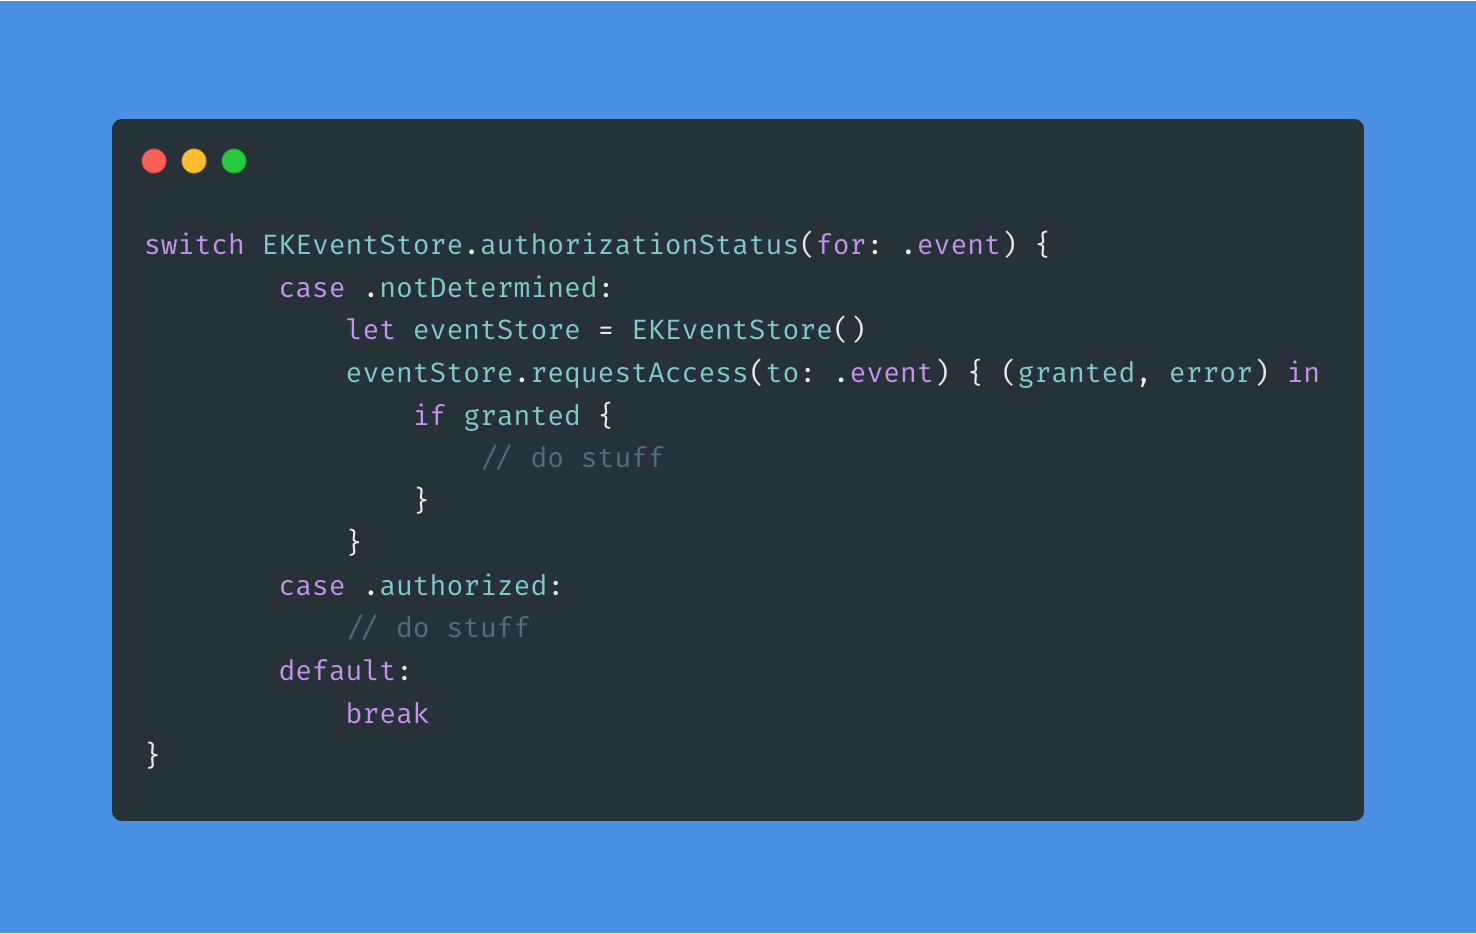 switch EKEventStore.authorizationStatus(for: .event) {
        case .notDetermined:
            let eventStore = EKEventStore()
            eventStore.requestAccess(to: .event) { (granted, error) in
                if granted {
                    // do stuff
                }
            }
        case .authorized:
            // do stuff
        default:
            break
}